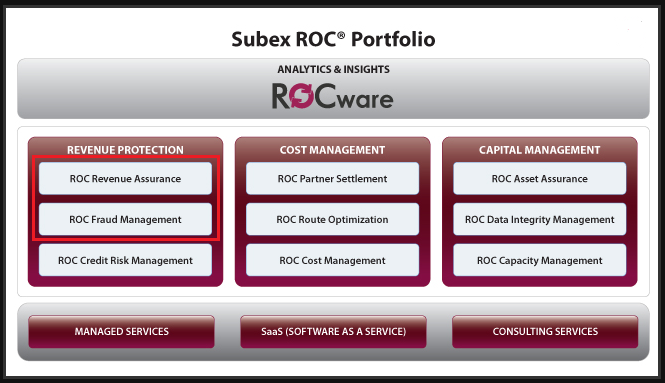 Subex ROC® Portfolio
ANALYTICS & INSIGHTS
ROCware
REVENUE PROTECTION
ROC Revenue Assurance
ROC Fraud Management
ROC Credit Risk Management
COST MANAGEMENT
ROC Partner Settlement
ROC Route Optimization
ROC Cost Management
CAPITAL MANAGEMENT
ROC Asset Assurance
ROC Data Integrity Management
ROC Capacity Management
MANAGED SERVICES
SaaS (SOFTWARE AS A SERVICE)
CONSULTING SERVICES